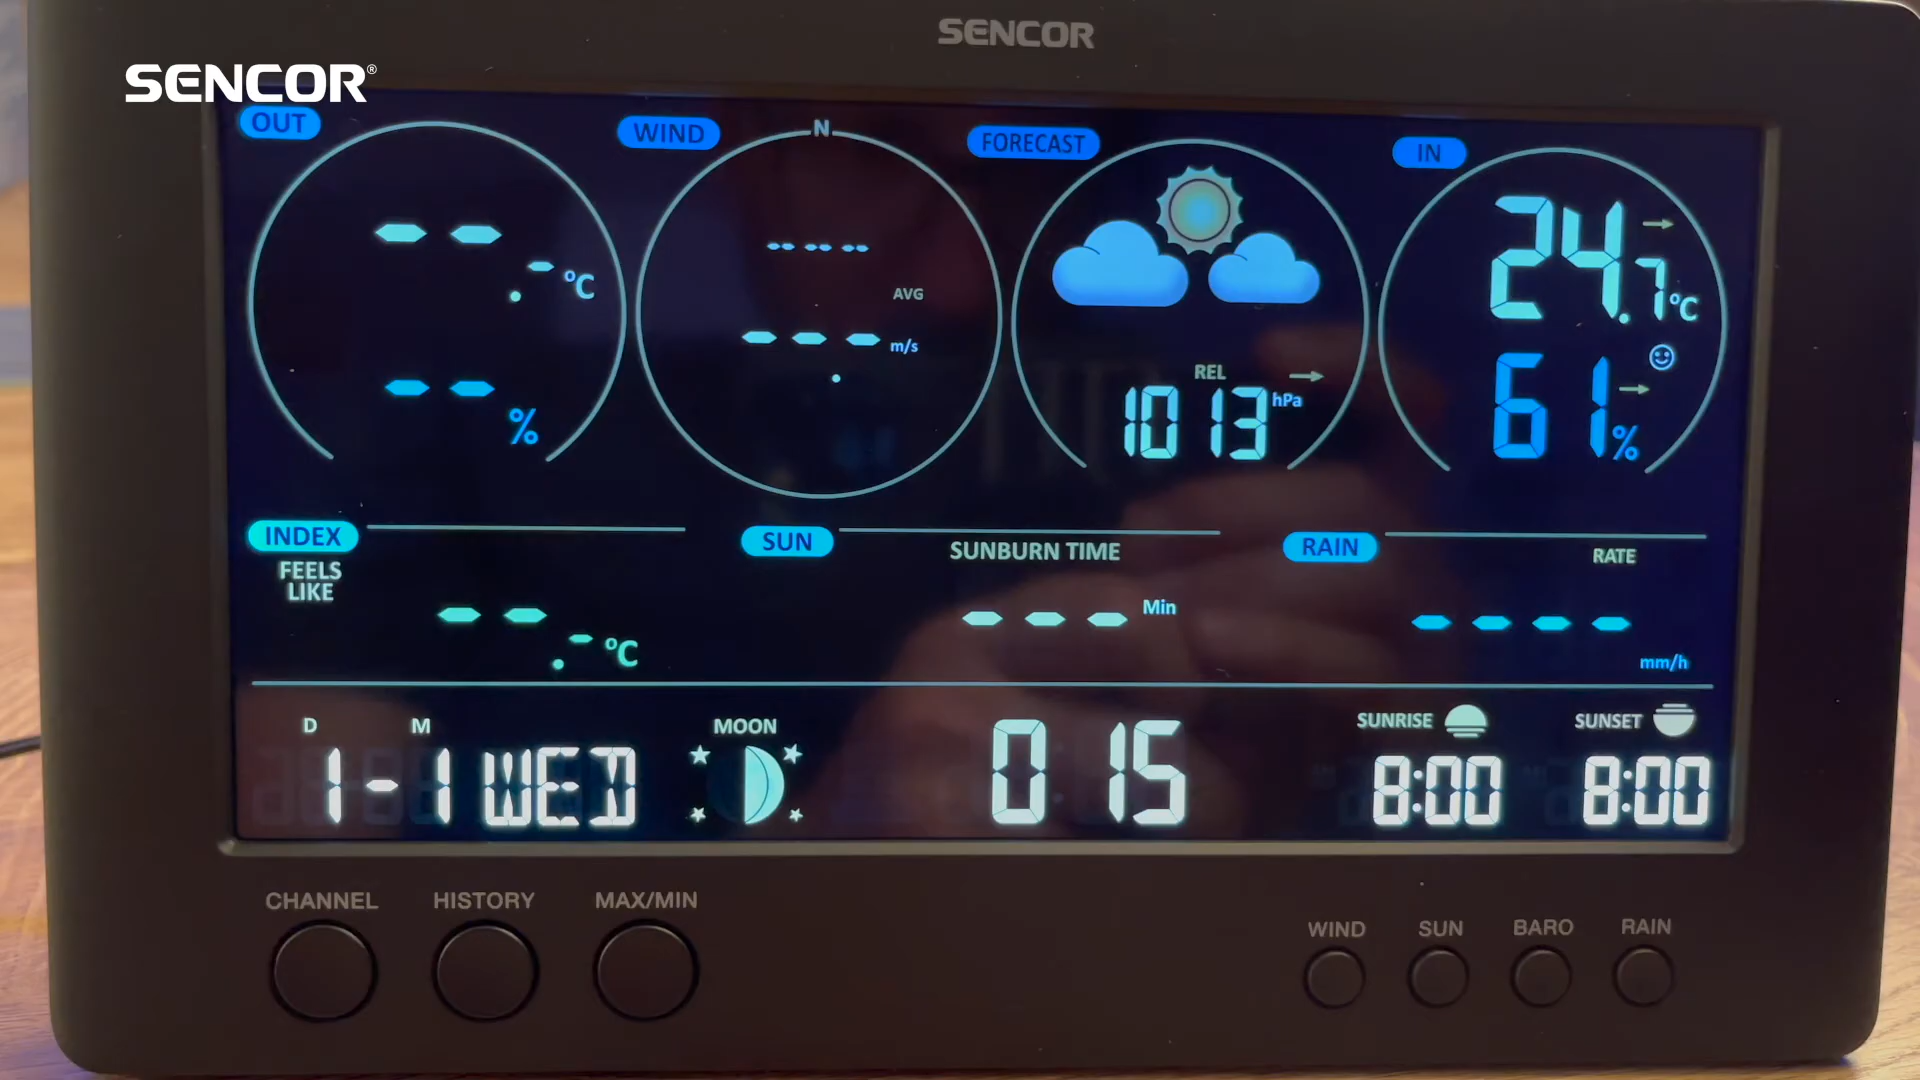 SENCOR
SENCOR®
OUT
WIND
N
FORECAST
IN
-- -- --
AVG
-- -.- °C
- - -.- m/s
-- %
REL
1013 hPa
24.7 °C
61 %
INDEX
FEELS
LIKE
-- -.- °C
SUN
SUNBURN TIME
- - - Min
RAIN
RATE
- - - -
mm/h
D M
1-1 WED
MOON
0:15
SUNRISE
8:00
SUNSET
8:00
CHANNEL
HISTORY
MAX/MIN
WIND
SUN
BARO
RAIN